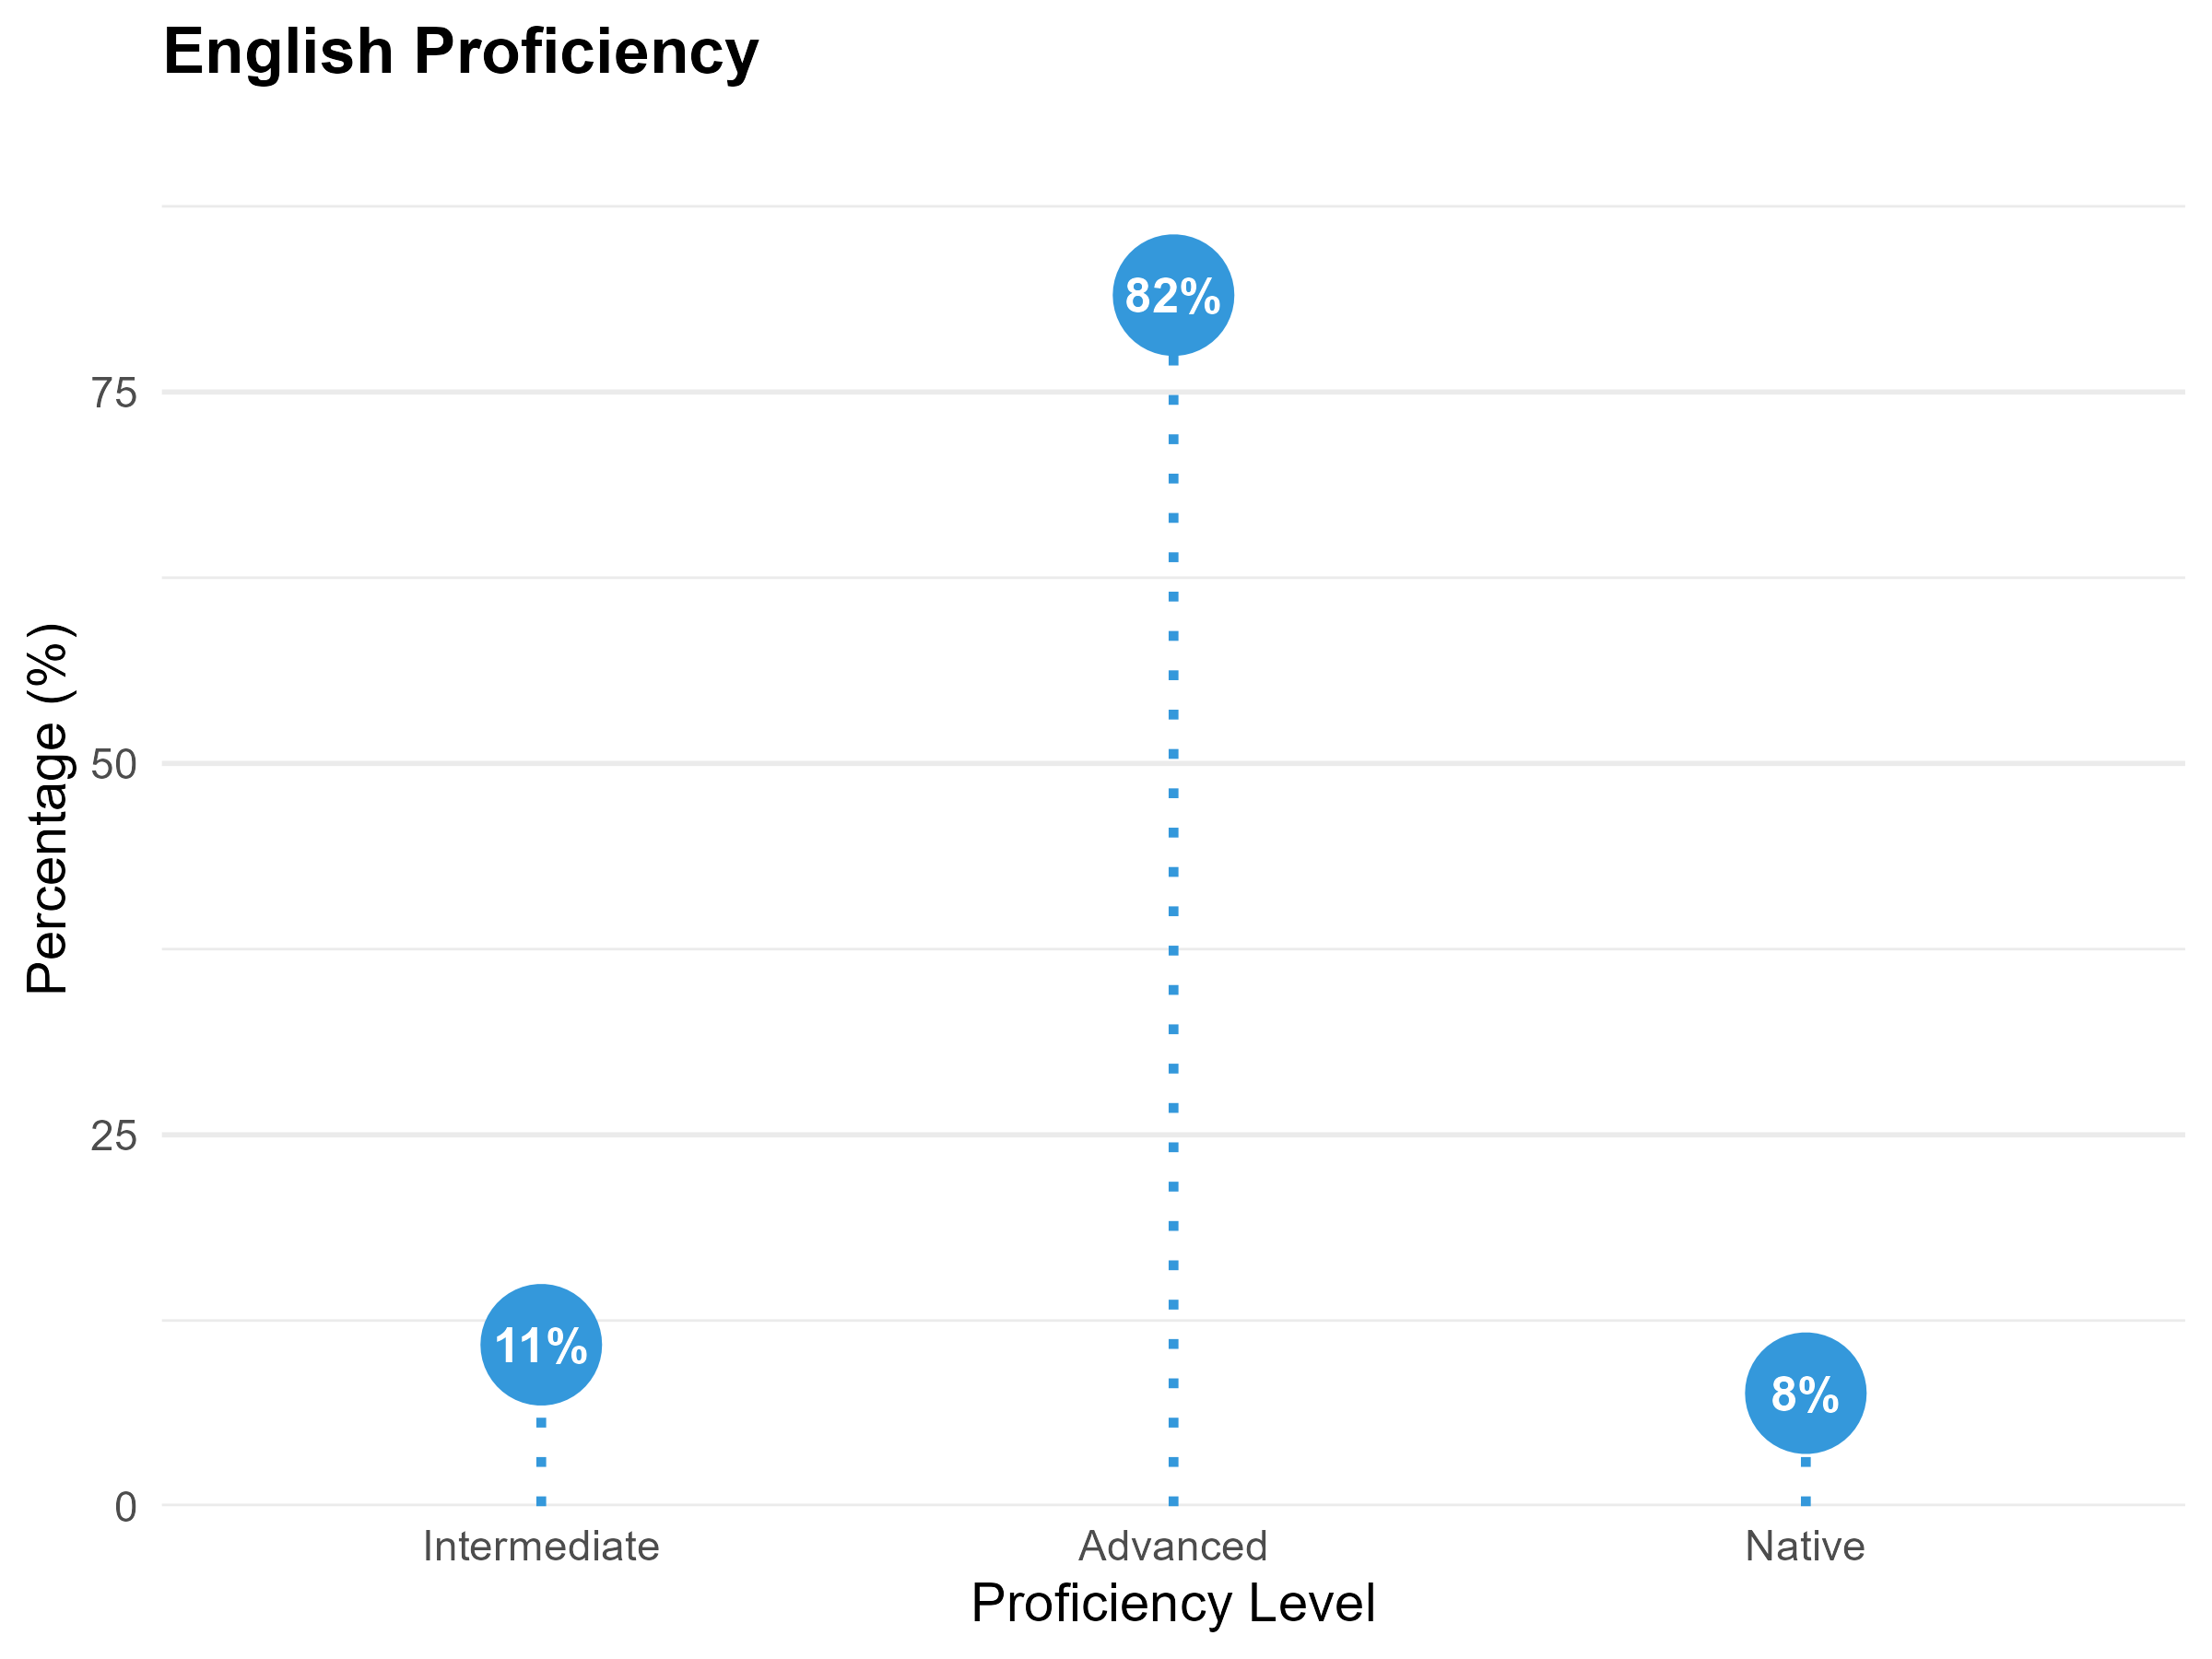 English Proficiency
Percentage (%)
75
50
25
0
82%
11%
8%
Intermediate
Advanced
Native
Proficiency Level